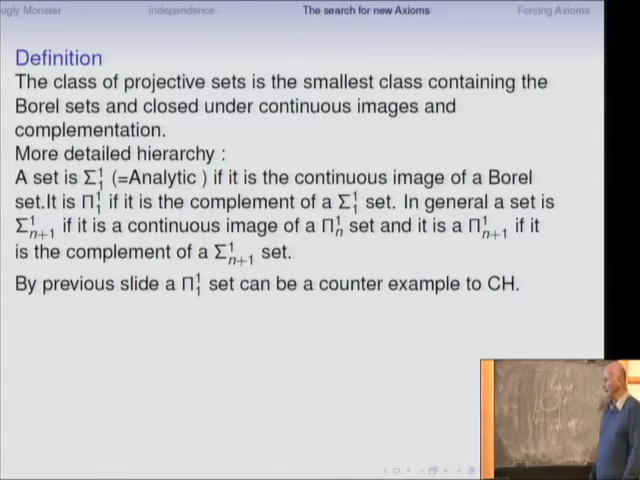 ugly Monster
independence
The search for new Axioms
Forcing Axioms
Definition
The class of projective sets is the smallest class containing the
Borel sets and closed under continuous images and
complementation.
More detailed hierarchy :
A set is Σ¹₁ (=Analytic ) if it is the continuous image of a Borel
set.It is Π¹₁ if it is the complement of a Σ¹₁ set. In general a set is
Σ¹ₙ₊₁ if it is a continuous image of a Π¹ₙ set and it is a Π¹ₙ₊₁ if it
is the complement of a Σ¹ₙ₊₁ set.
By previous slide a Π¹₁ set can be a counter example to CH.